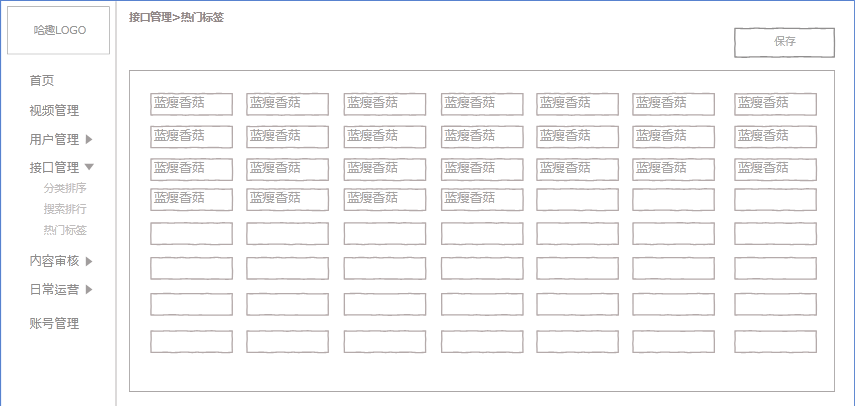 哈趣LOGO
首页
视频管理
用户管理
接口管理
分类排序
搜索排行
热门标签
内容审核
日常运营
账号管理
接口管理>热门标签
保存
蓝瘦香菇 蓝瘦香菇 蓝瘦香菇 蓝瘦香菇 蓝瘦香菇 蓝瘦香菇 蓝瘦香菇
蓝瘦香菇 蓝瘦香菇 蓝瘦香菇 蓝瘦香菇 蓝瘦香菇 蓝瘦香菇 蓝瘦香菇
蓝瘦香菇 蓝瘦香菇 蓝瘦香菇 蓝瘦香菇 蓝瘦香菇 蓝瘦香菇 蓝瘦香菇
蓝瘦香菇 蓝瘦香菇 蓝瘦香菇 蓝瘦香菇